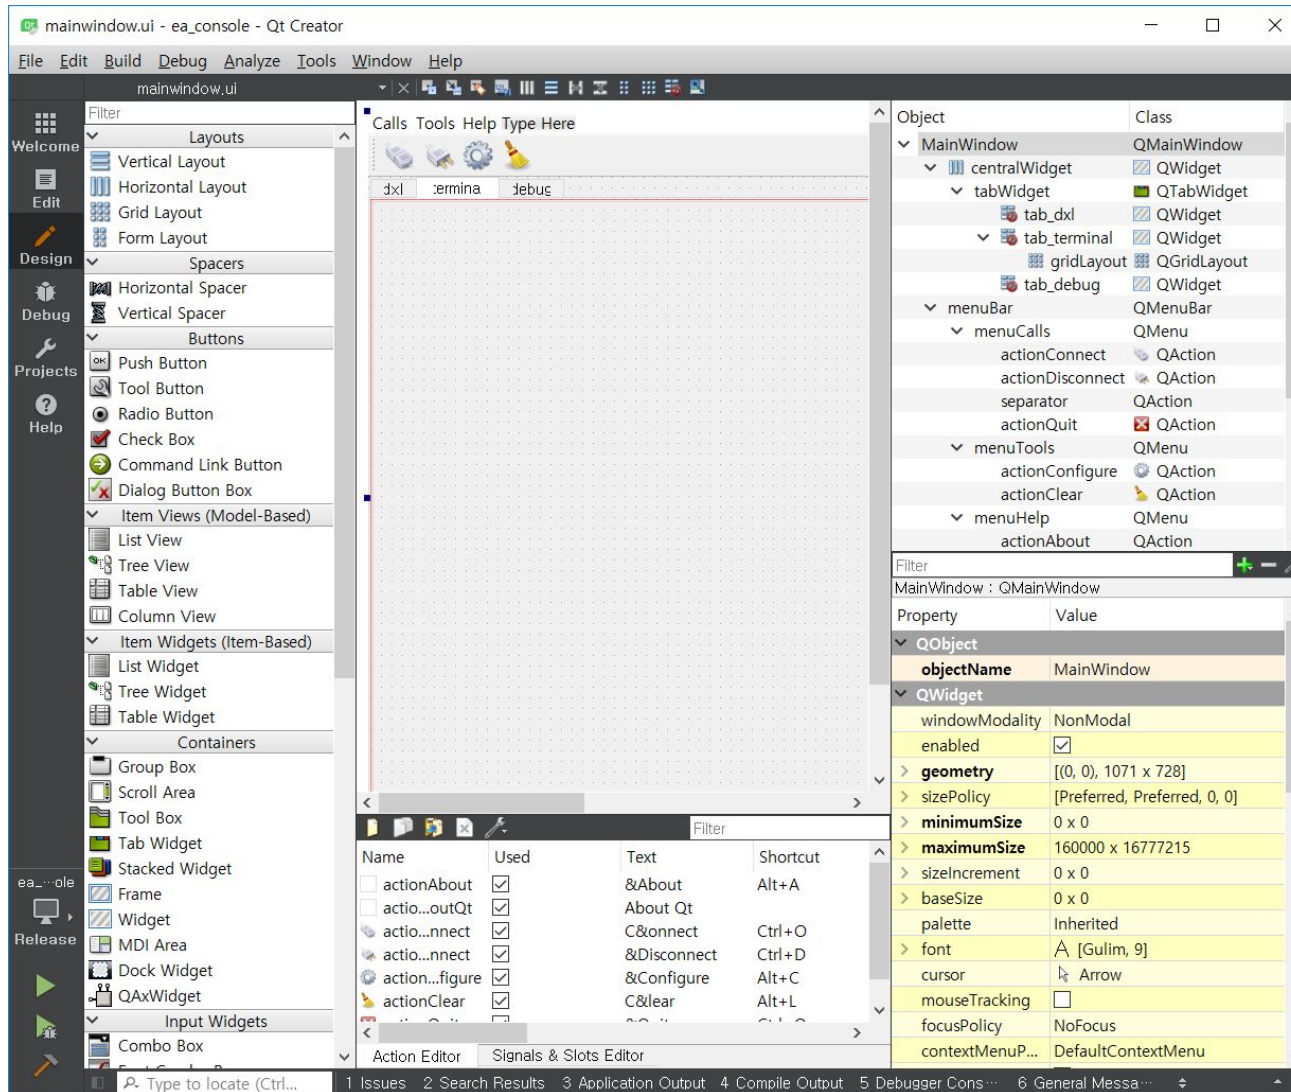 mainwindow.ui - ea_console - Qt Creator
File Edit Build Debug Analyze Tools Window Help
mainwindow.ui
Welcome
Edit
Design
Debug
Projects
Help
ea_···ole
Release
Filter
Layouts
Vertical Layout
Horizontal Layout
Grid Layout
Form Layout
Spacers
Horizontal Spacer
Vertical Spacer
Buttons
OK Push Button
Tool Button
Radio Button
Check Box
Command Link Button
Dialog Button Box
Item Views (Model-Based)
List View
Tree View
Table View
Column View
Item Widgets (Item-Based)
List Widget
Tree Widget
Table Widget
Containers
Group Box
Scroll Area
Tool Box
Tab Widget
Stacked Widget
Frame
Widget
MDI Area
Dock Widget
QAxWidget
Input Widgets
Combo Box
Calls Tools Help Type Here
dxl termina debug
Filter
Name Used Text Shortcut
actionAbout &About Alt+A
actio...outQt About Qt
actio...nnect C&onnect Ctrl+O
actio...nnect &Disconnect Ctrl+D
action...figure &Configure Alt+C
actionClear C&lear Alt+L
Action Editor Signals & Slots Editor
Object Class
MainWindow QMainWindow
centralWidget QWidget
tabWidget QTabWidget
tab_dxl QWidget
tab_terminal QWidget
gridLayout QGridLayout
tab_debug QWidget
menuBar QMenuBar
menuCalls QMenu
actionConnect QAction
actionDisconnect QAction
separator QAction
actionQuit QAction
menuTools QMenu
actionConfigure QAction
actionClear QAction
menuHelp QMenu
actionAbout QAction
Filter
MainWindow : QMainWindow
Property Value
QObject
objectName MainWindow
QWidget
windowModality NonModal
enabled
geometry [(0, 0), 1071 x 728]
sizePolicy [Preferred, Preferred, 0, 0]
minimumSize 0 x 0
maximumSize 160000 x 16777215
sizeIncrement 0 x 0
baseSize 0 x 0
palette Inherited
font A [Gulim, 9]
cursor Arrow
mouseTracking
focusPolicy NoFocus
contextMenuP... DefaultContextMenu
Type to locate (Ctrl... 1 Issues 2 Search Results 3 Application Output 4 Compile Output 5 Debugger Cons··· 6 General Messa···